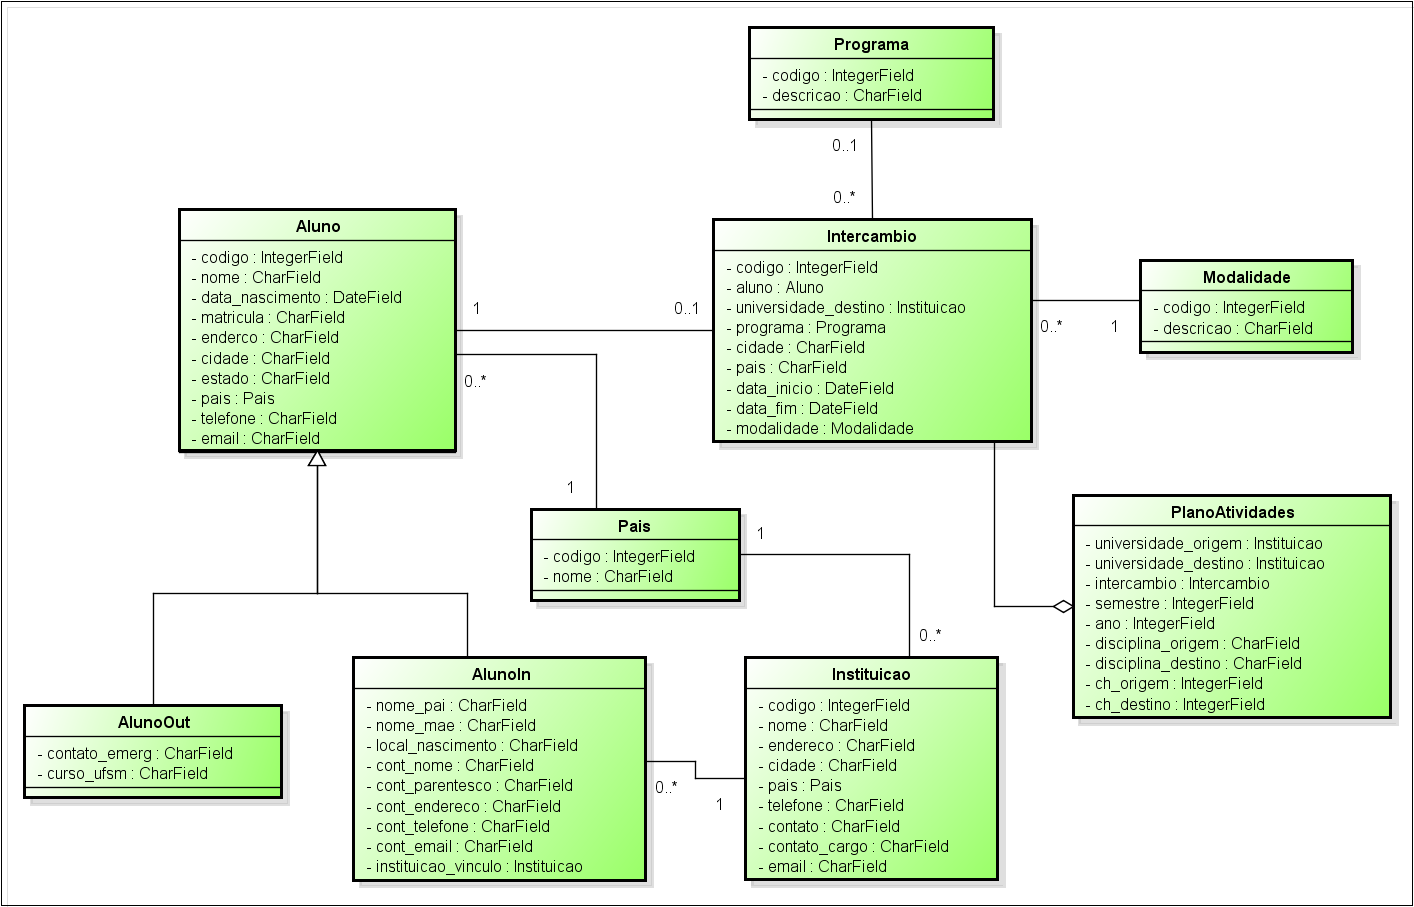 Programa
- codigo : IntegerField
- descricao : CharField
0..1
0..*
Aluno
- codigo : IntegerField
- nome : CharField
- data_nascimento : DateField
- matricula : CharField
- enderco : CharField
- cidade : CharField
- estado : CharField
- pais : Pais
- telefone : CharField
- email : CharField
1
0..1
0..*
1
Intercambio
- codigo : IntegerField
- aluno : Aluno
- universidade_destino : Instituicao
- programa : Programa
- cidade : CharField
- pais : CharField
- data_inicio : DateField
- data_fim : DateField
- modalidade : Modalidade
0..*
1
Modalidade
- codigo : IntegerField
- descricao : CharField
Pais
- codigo : IntegerField
- nome : CharField
1
0..*
PlanoAtividades
- universidade_origem : Instituicao
- universidade_destino : Instituicao
- intercambio : Intercambio
- semestre : IntegerField
- ano : IntegerField
- disciplina_origem : CharField
- disciplina_destino : CharField
- ch_origem : IntegerField
- ch_destino : IntegerField
AlunoOut
- contato_emerg : CharField
- curso_ufsm : CharField
AlunoIn
- nome_pai : CharField
- nome_mae : CharField
- local_nascimento : CharField
- cont_nome : CharField
- cont_parentesco : CharField
- cont_endereco : CharField
- cont_telefone : CharField
- cont_email : CharField
- instituicao_vinculo : Instituicao
0..*
1
Instituicao
- codigo : IntegerField
- nome : CharField
- endereco : CharField
- cidade : CharField
- pais : Pais
- telefone : CharField
- contato : CharField
- contato_cargo : CharField
- email : CharField